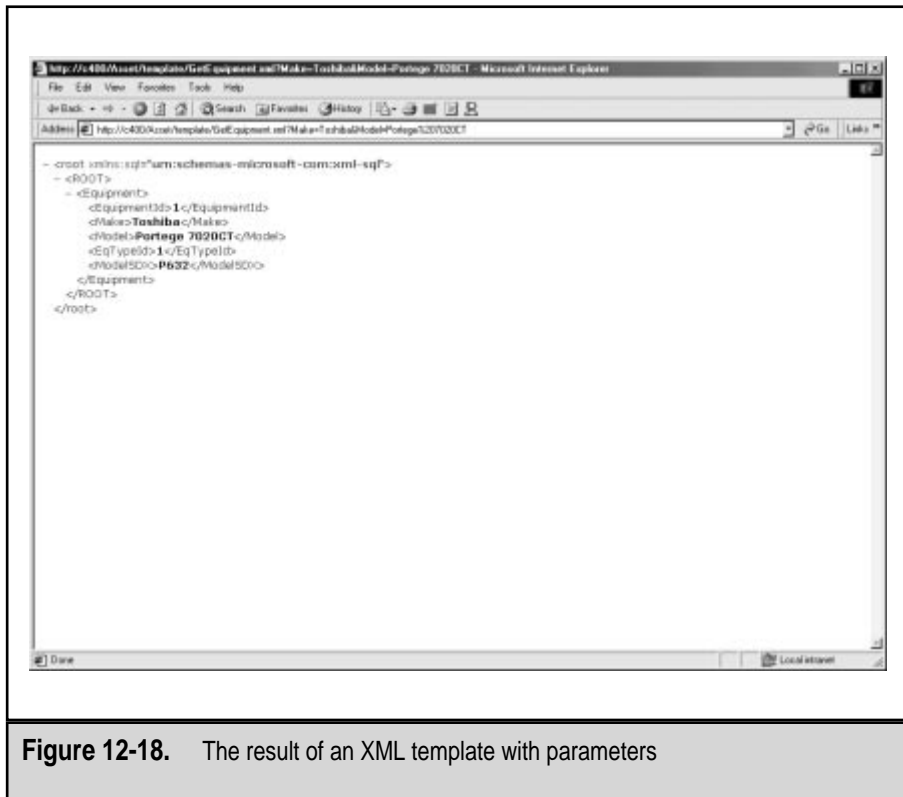 http://c400/Asset/template/GetEquipment.xml?Make=Toshiba&Model=Portege 7020CT - Microsoft Internet Explorer
File Edit View Favorites Tools Help
Back Search Favorites History
Address http://c400/Asset/template/GetEquipment.xml?Make=Toshiba&Model=Portege%207020CT Go Links »
- <root xmlns:sql="urn:schemas-microsoft-com:xml-sql">
- <ROOT>
- <Equipment>
<EquipmentId>1</EquipmentId>
<Make>Toshiba</Make>
<Model>Portege 7020CT</Model>
<EqTypeId>1</EqTypeId>
<ModelSDX>P632</ModelSDX>
</Equipment>
</ROOT>
</root>
Done Local intranet
Figure 12-18. The result of an XML template with parameters